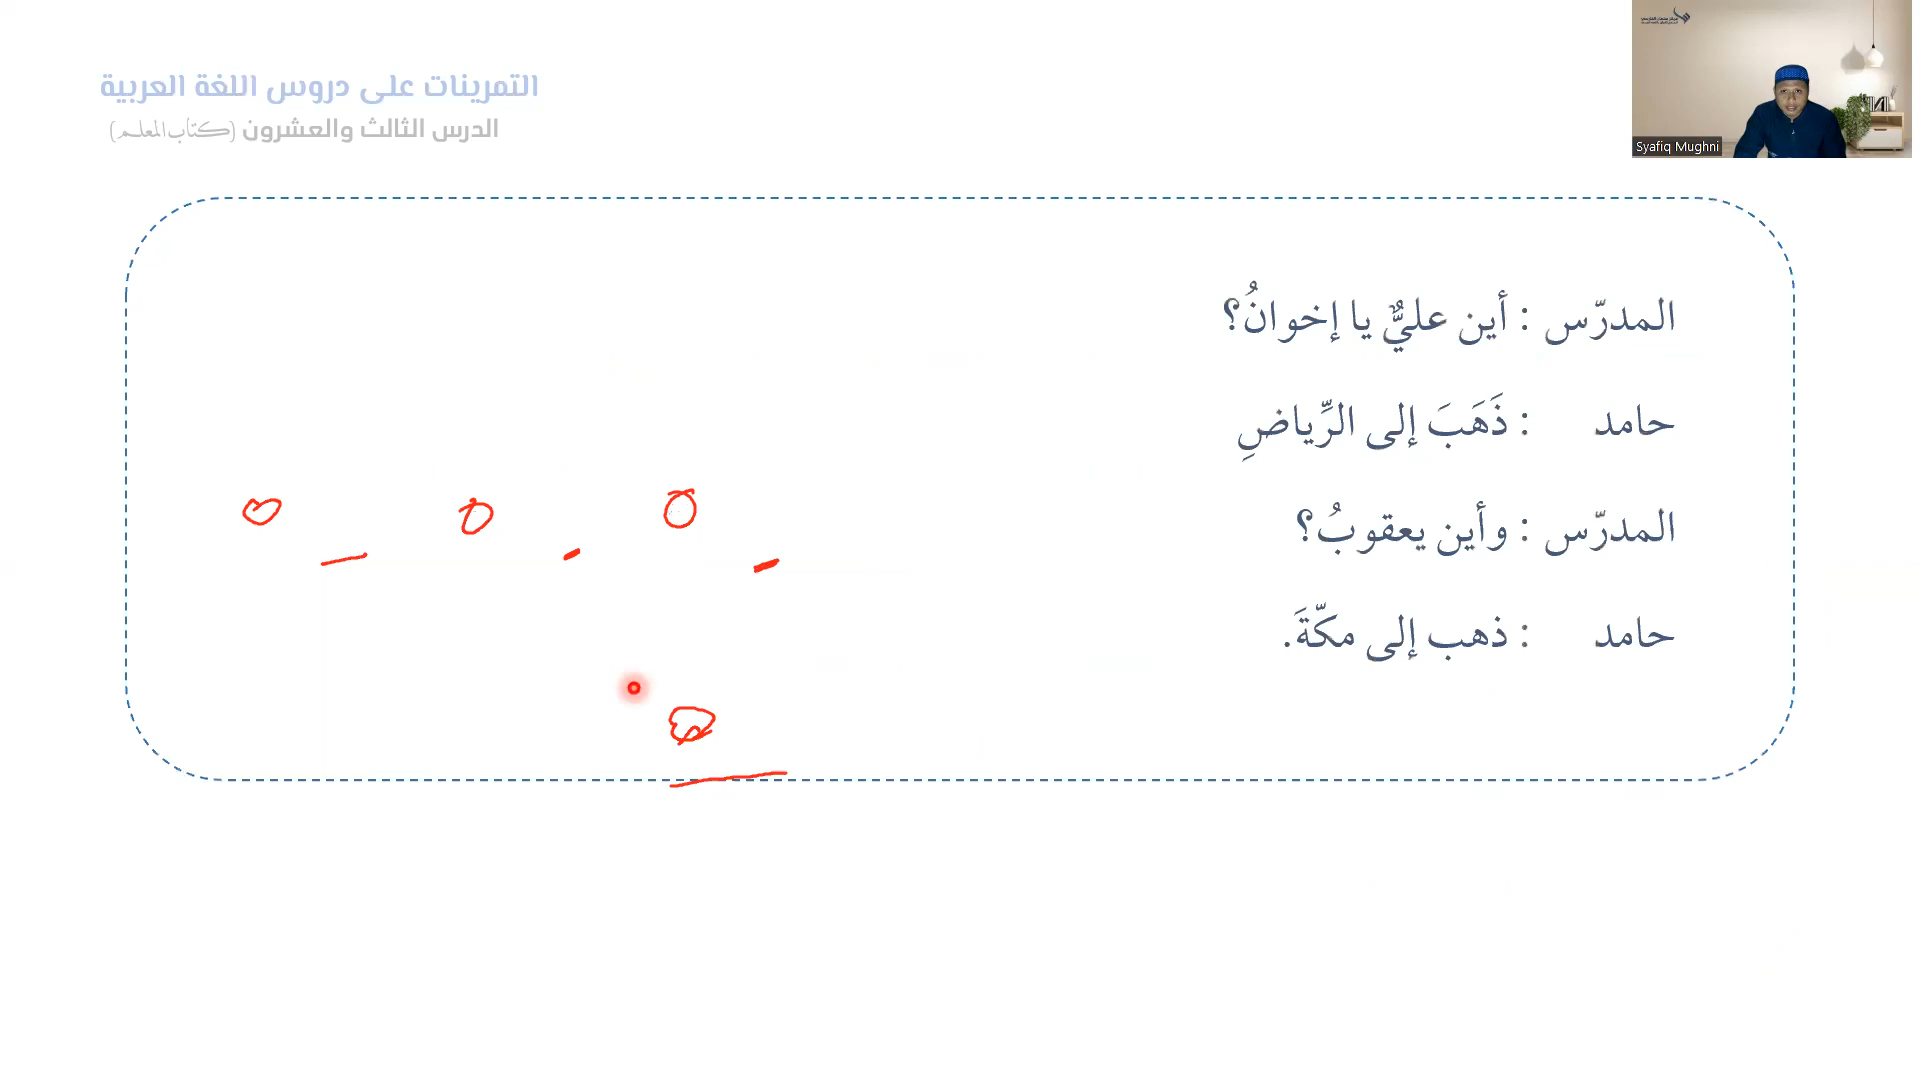 التمرينات على دروس اللغة العربية
الدرس الثالث والعشرون (كتاب المعلم)
Syafiq Mughni
المدرّس : أين عليٌّ يا إخوانُ؟
حامد : ذَهَبَ إلى الرِّياضِ
المدرّس : وأين يعقوبُ؟
حامد : ذهب إلى مكّةَ.